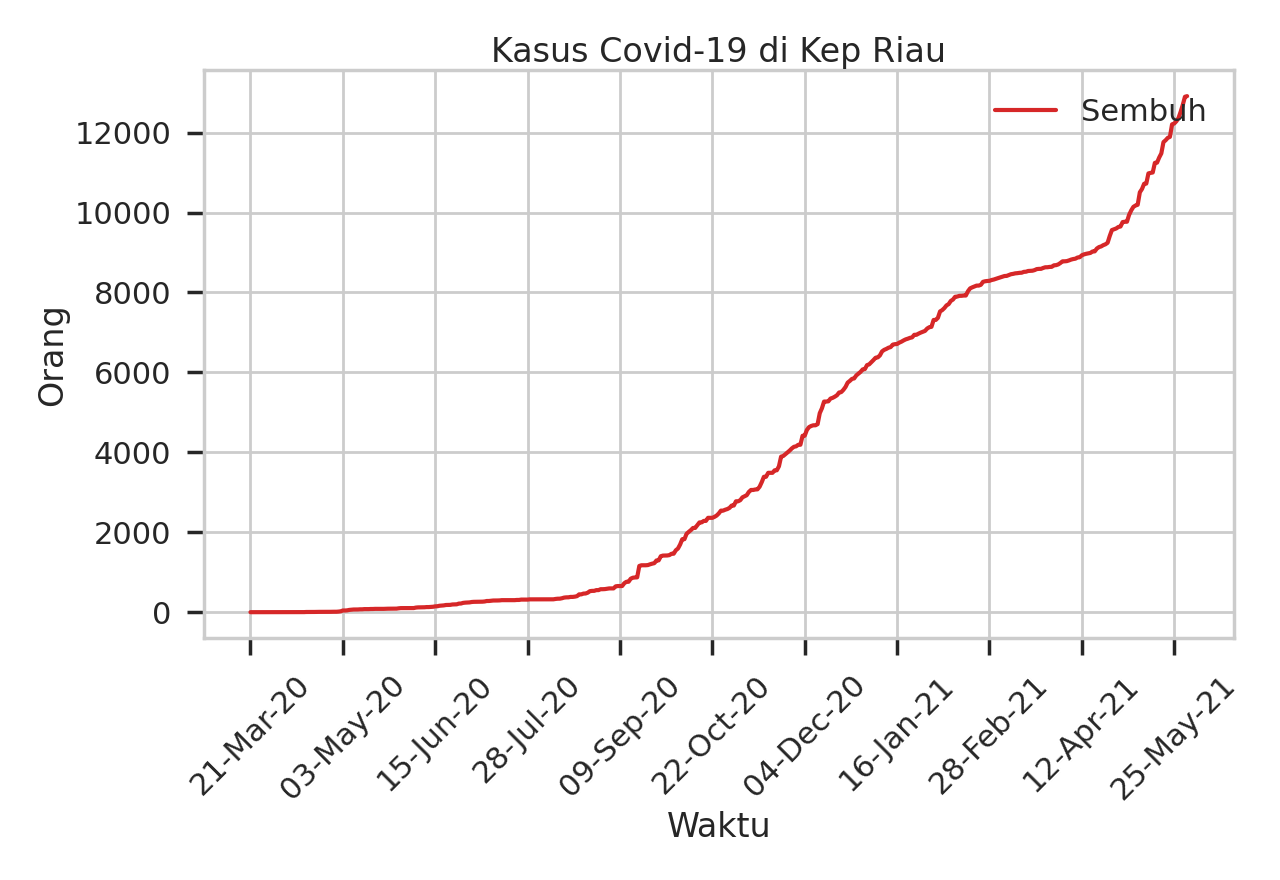 Kasus Covid-19 di Kep Riau
Sembuh
12000
10000
8000
6000
4000
2000
0
Orang
21-Mar-20
03-May-20
15-Jun-20
28-Jul-20
09-Sep-20
22-Oct-20
04-Dec-20
16-Jan-21
28-Feb-21
12-Apr-21
25-May-21
Waktu